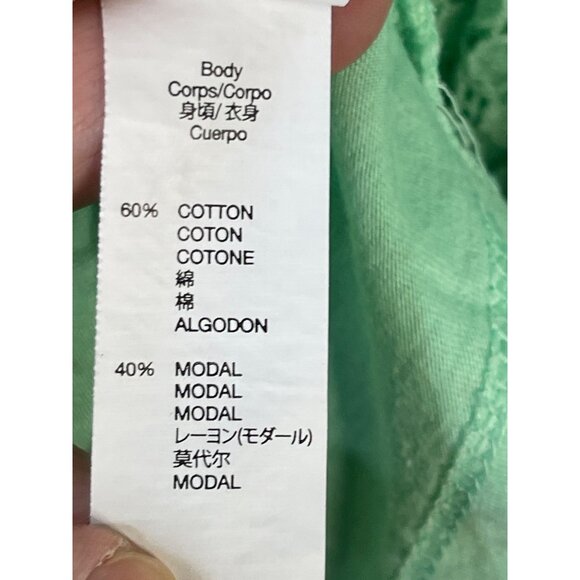 Body
Corps/Corpo
身頃/衣身
Cuerpo
60% COTTON
COTON
COTONE
綿
棉
ALGODON
40% MODAL
MODAL
MODAL
レーヨン(モダール)
莫代尔
MODAL